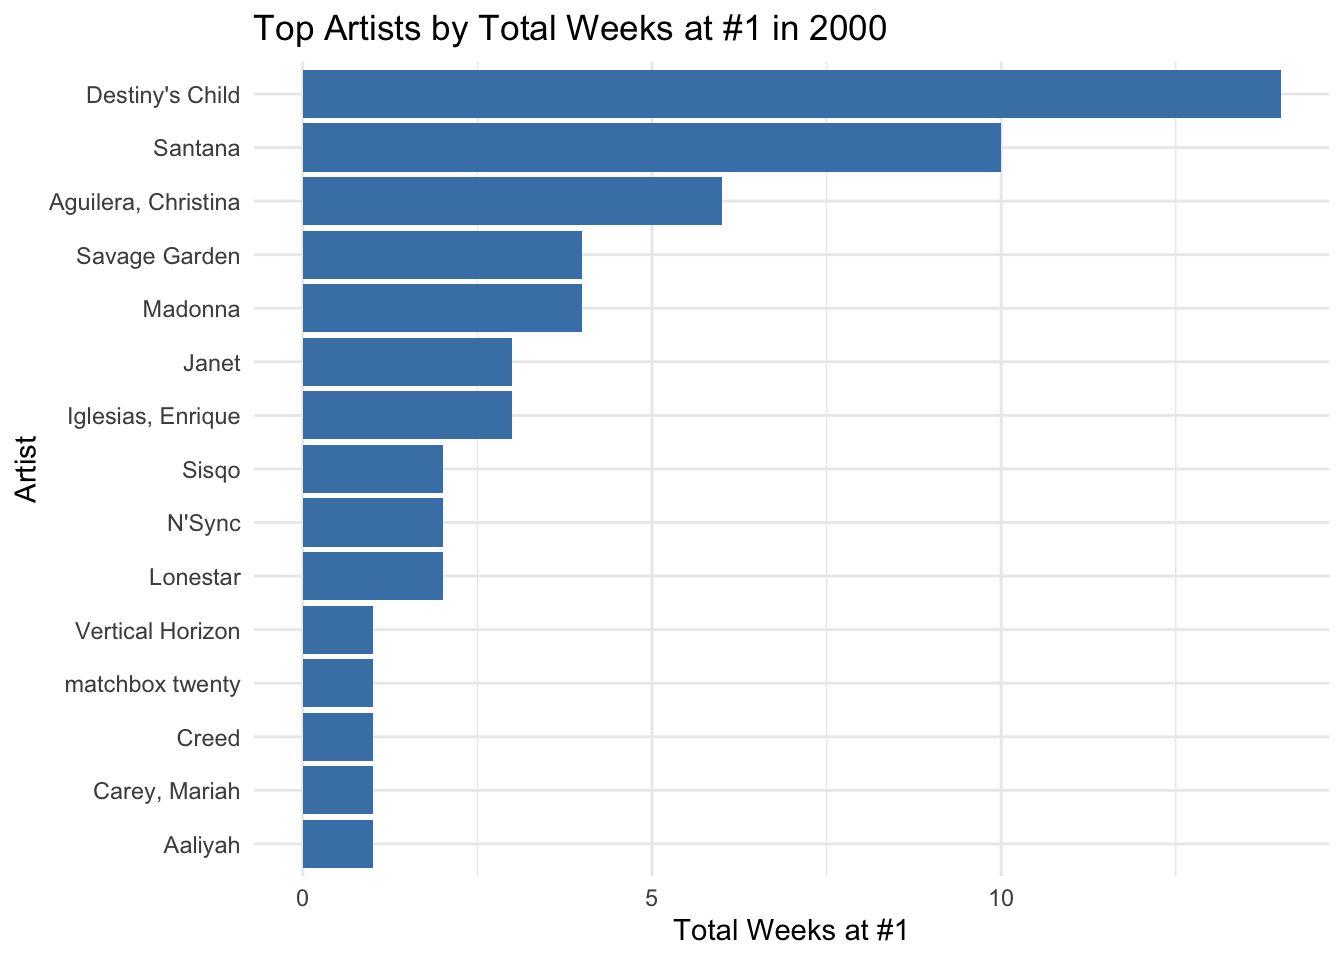 Top Artists by Total Weeks at #1 in 2000
Destiny's Child
Santana
Aguilera, Christina
Savage Garden
Madonna
Janet
Iglesias, Enrique
Sisqo
N'Sync
Lonestar
Vertical Horizon
matchbox twenty
Creed
Carey, Mariah
Aaliyah
Artist
0 5 10
Total Weeks at #1